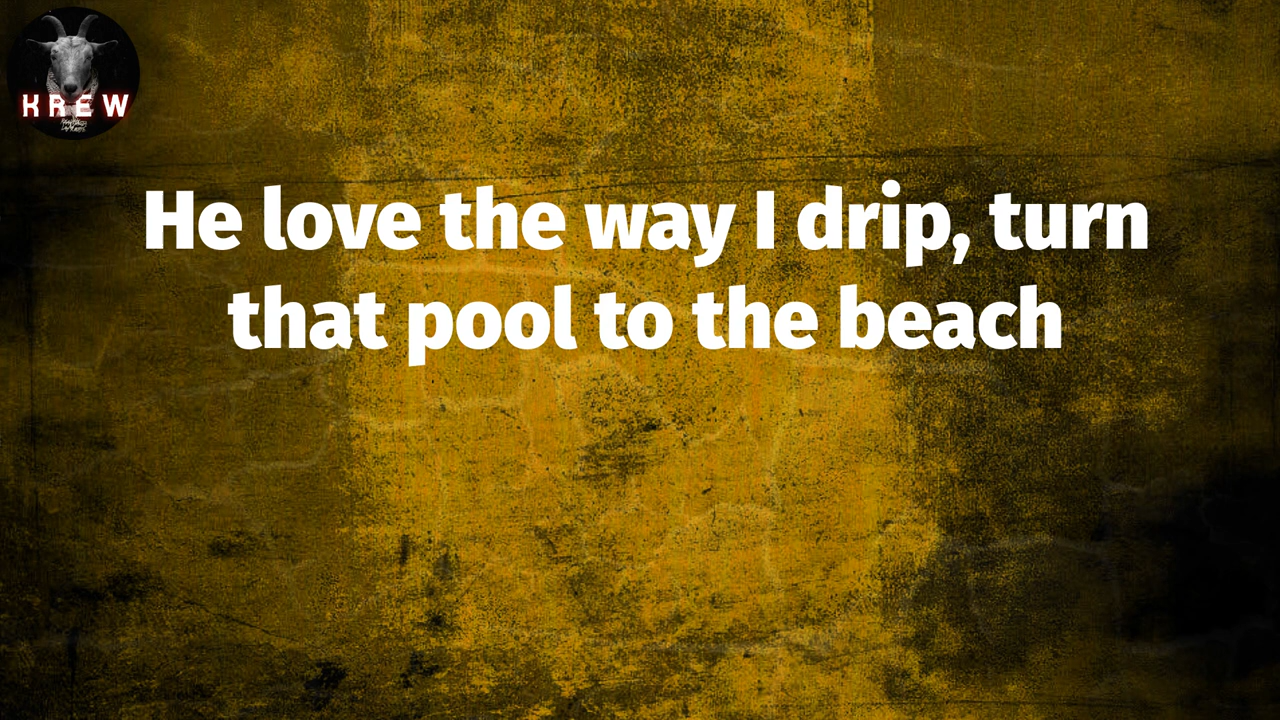 KREW
He love the way I drip, turn
that pool to the beach